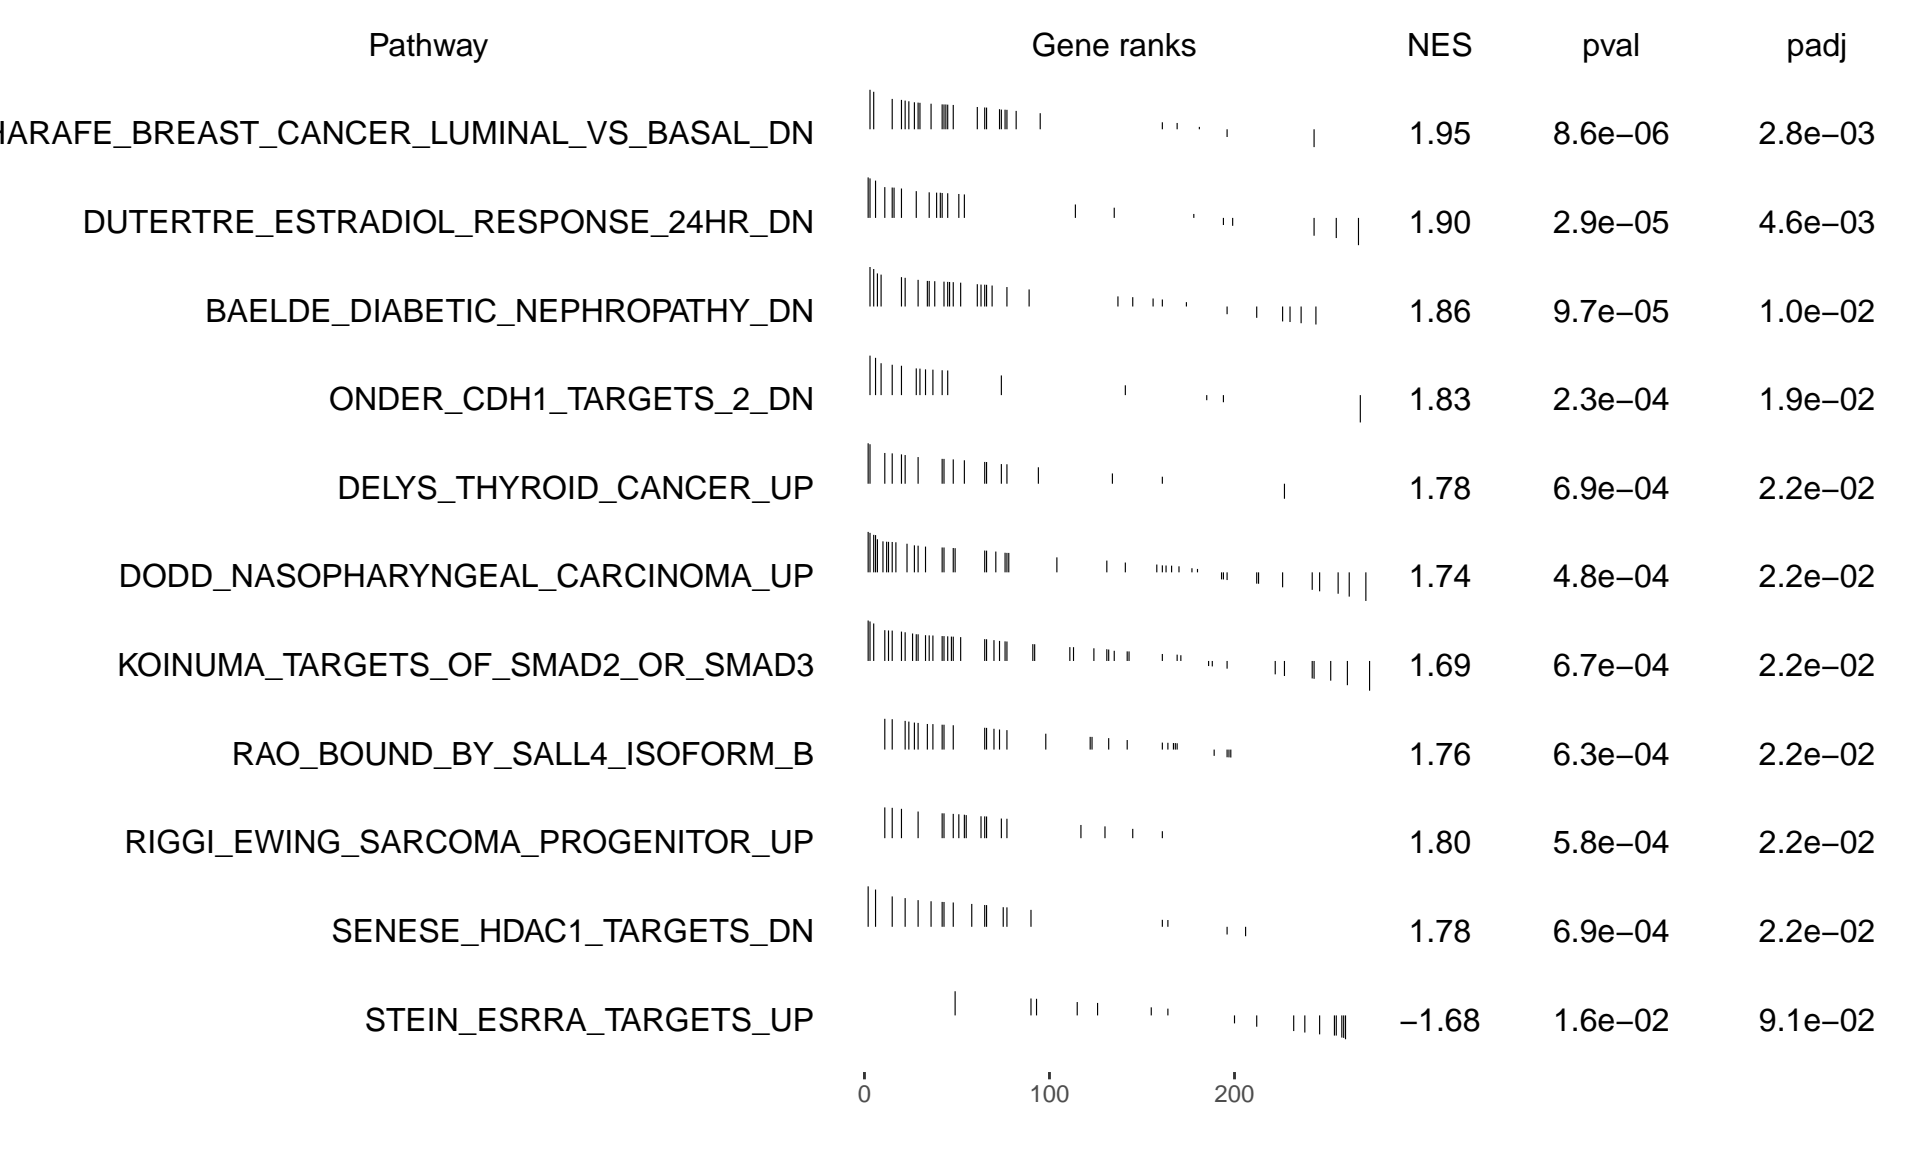 Pathway Gene ranks NES pval padj
HARAFE_BREAST_CANCER_LUMINAL_VS_BASAL_DN 1.95 8.6e−06 2.8e−03
DUTERTRE_ESTRADIOL_RESPONSE_24HR_DN 1.90 2.9e−05 4.6e−03
BAELDE_DIABETIC_NEPHROPATHY_DN 1.86 9.7e−05 1.0e−02
ONDER_CDH1_TARGETS_2_DN 1.83 2.3e−04 1.9e−02
DELYS_THYROID_CANCER_UP 1.78 6.9e−04 2.2e−02
DODD_NASOPHARYNGEAL_CARCINOMA_UP 1.74 4.8e−04 2.2e−02
KOINUMA_TARGETS_OF_SMAD2_OR_SMAD3 1.69 6.7e−04 2.2e−02
RAO_BOUND_BY_SALL4_ISOFORM_B 1.76 6.3e−04 2.2e−02
RIGGI_EWING_SARCOMA_PROGENITOR_UP 1.80 5.8e−04 2.2e−02
SENESE_HDAC1_TARGETS_DN 1.78 6.9e−04 2.2e−02
STEIN_ESRRA_TARGETS_UP −1.68 1.6e−02 9.1e−02
0 100 200